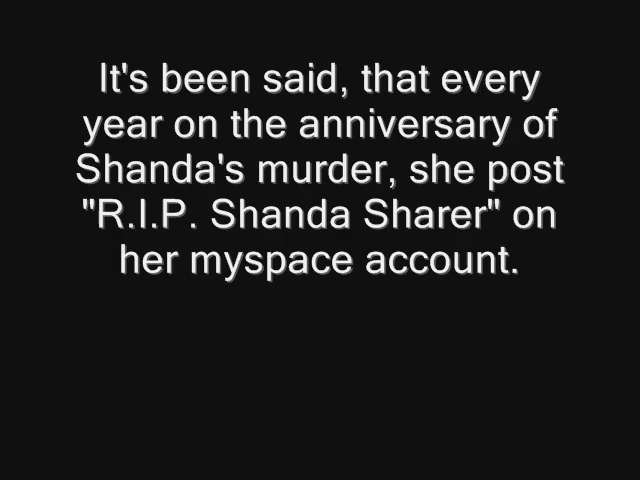 It's been said, that every
year on the anniversary of
Shanda's murder, she post
"R.I.P. Shanda Sharer" on
her myspace account.